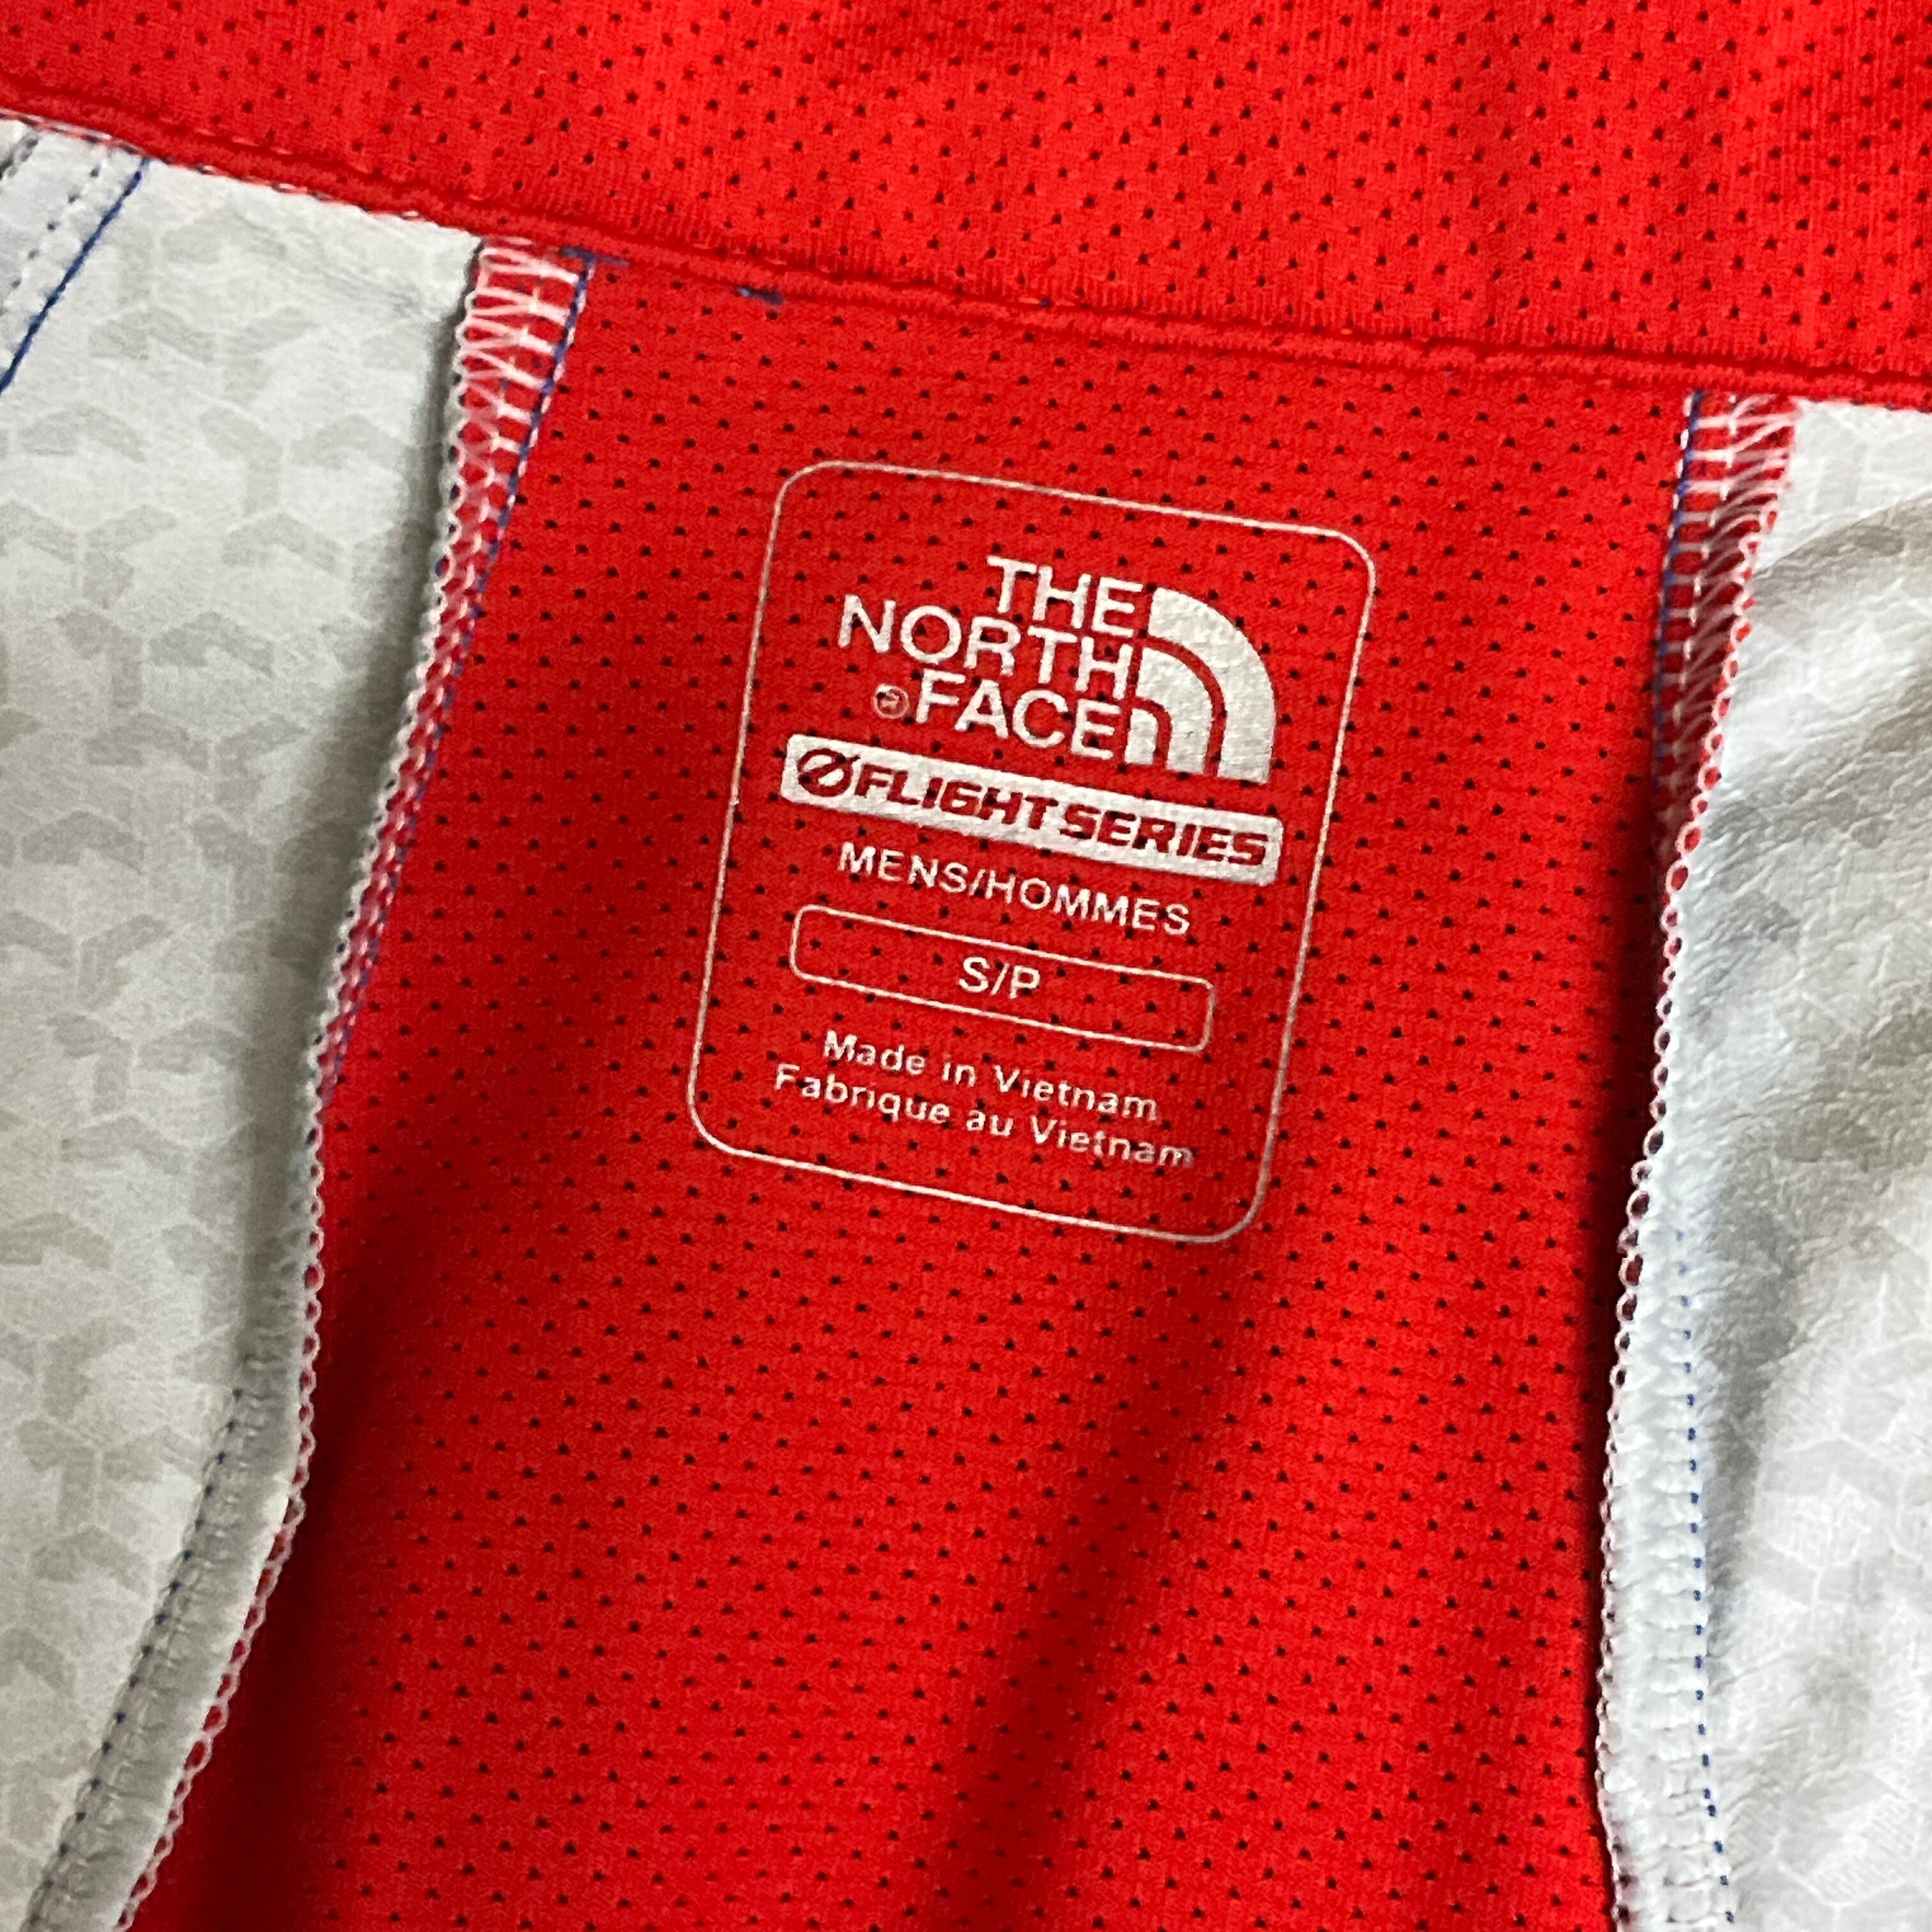 THE
NORTH
®FACE
FLIGHT SERIES
MENS/HOMMES
S/P
Made in Vietnam
Fabrique au Vietnam